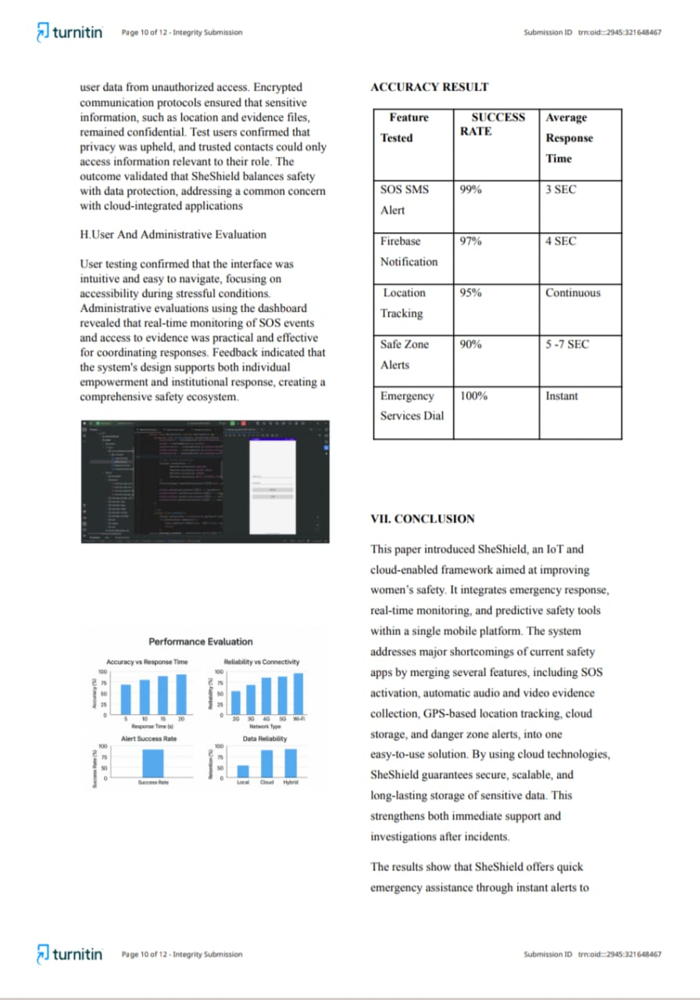 turnitin Page 10 of 12 - Integrity Submission Submission ID trn:oid:::2945:321648467
user data from unauthorized access. Encrypted
communication protocols ensured that sensitive
information, such as location and evidence files,
remained confidential. Test users confirmed that
privacy was upheld, and trusted contacts could only
access information relevant to their role. The
outcome validated that SheShield balances safety
with data protection, addressing a common concern
with cloud-integrated applications
H.User And Administrative Evaluation
User testing confirmed that the interface was
intuitive and easy to navigate, focusing on
accessibility during stressful conditions.
Administrative evaluations using the dashboard
revealed that real-time monitoring of SOS events
and access to evidence was practical and effective
for coordinating responses. Feedback indicated that
the system's design supports both individual
empowerment and institutional response, creating a
comprehensive safety ecosystem.
Performance Evaluation
Accuracy vs Response Time
Accuracy (%)
100
75
50
25
0
5 10 15 20
Response Time (s)
Reliability vs Connectivity
Reliability (%)
100
75
50
25
0
2G 3G 4G 5G Wi-Fi
Network Type
Alert Success Rate
Success Rate (%)
100
75
50
0
Success Rate
Data Reliability
Retention (%)
100
75
50
0
Local Cloud Hybrid
ACCURACY RESULT
Feature
Tested
SUCCESS
RATE
Average
Response
Time
SOS SMS
Alert
99%
3 SEC
Firebase
Notification
97%
4 SEC
Location
Tracking
95%
Continuous
Safe Zone
Alerts
90%
5 -7 SEC
Emergency
Services Dial
100%
Instant
VII. CONCLUSION
This paper introduced SheShield, an IoT and
cloud-enabled framework aimed at improving
women’s safety. It integrates emergency response,
real-time monitoring, and predictive safety tools
within a single mobile platform. The system
addresses major shortcomings of current safety
apps by merging several features, including SOS
activation, automatic audio and video evidence
collection, GPS-based location tracking, cloud
storage, and danger zone alerts, into one
easy-to-use solution. By using cloud technologies,
SheShield guarantees secure, scalable, and
long-lasting storage of sensitive data. This
strengthens both immediate support and
investigations after incidents.
The results show that SheShield offers quick
emergency assistance through instant alerts to
turnitin Page 10 of 12 - Integrity Submission Submission ID trn:oid:::2945:321648467